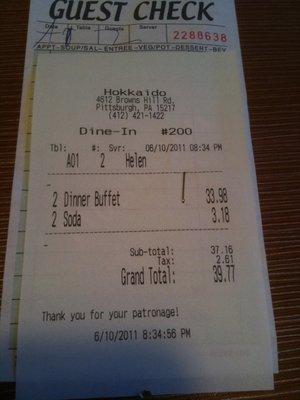 GUEST CHECK
Date Table Guests Server
2288638
APPT-SOUP/SAL-ENTREE-VEG/POT-DESSERT-BEV
Hokkaido
4612 Browns Hill Rd.
Pittsburgh, PA 15217
(412) 421-1422
Dine-In #200
Tbl: #: Svr: 06/10/2011 08:34 PM
A01 2 Helen
2 Dinner Buffet 33.98
2 Soda 3.18
Sub-total: 37.16
Tax: 2.61
Grand Total: 39.77
Thank you for your patronage!
6/10/2011 8:34:56 PM